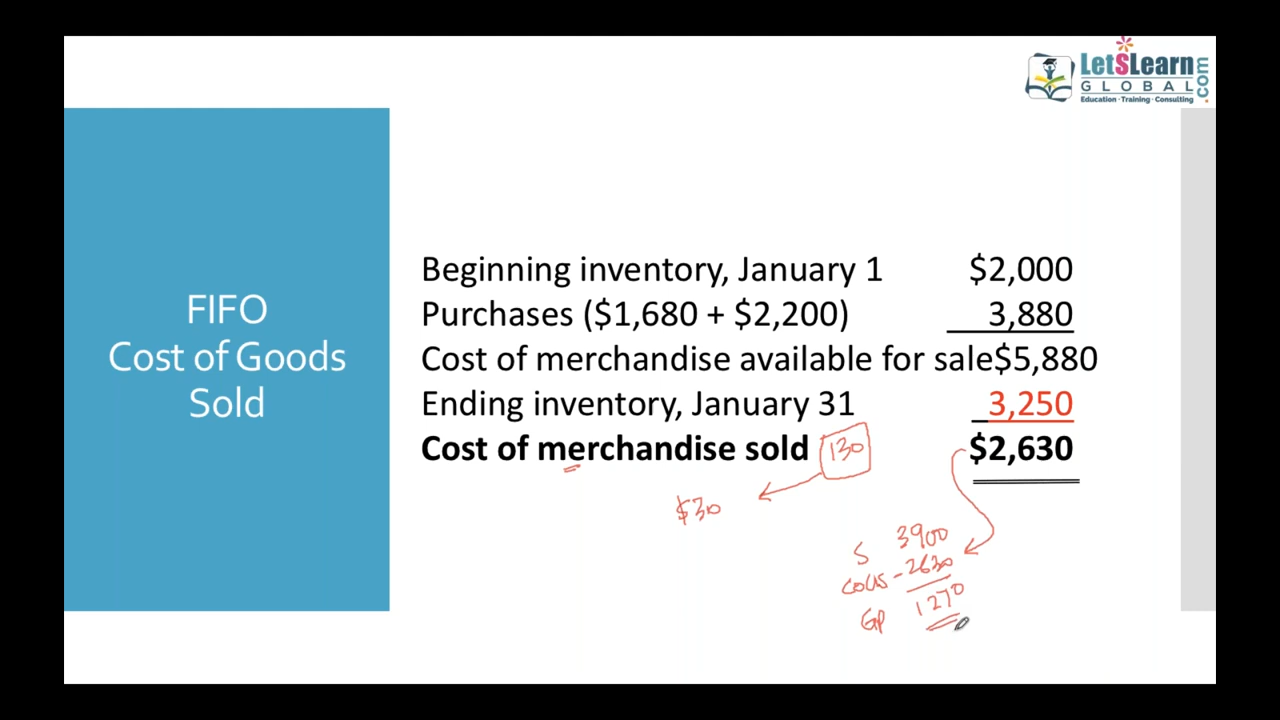 LetSLearn.com
GLOBAL
Education · Training · Consulting
FIFO
Cost of Goods
Sold
Beginning inventory, January 1 $2,000
Purchases ($1,680 + $2,200) 3,880
Cost of merchandise available for sale$5,880
Ending inventory, January 31 3,250
Cost of merchandise sold 130 $2,630
$30
S 3900
COGS -2630
GP 1270